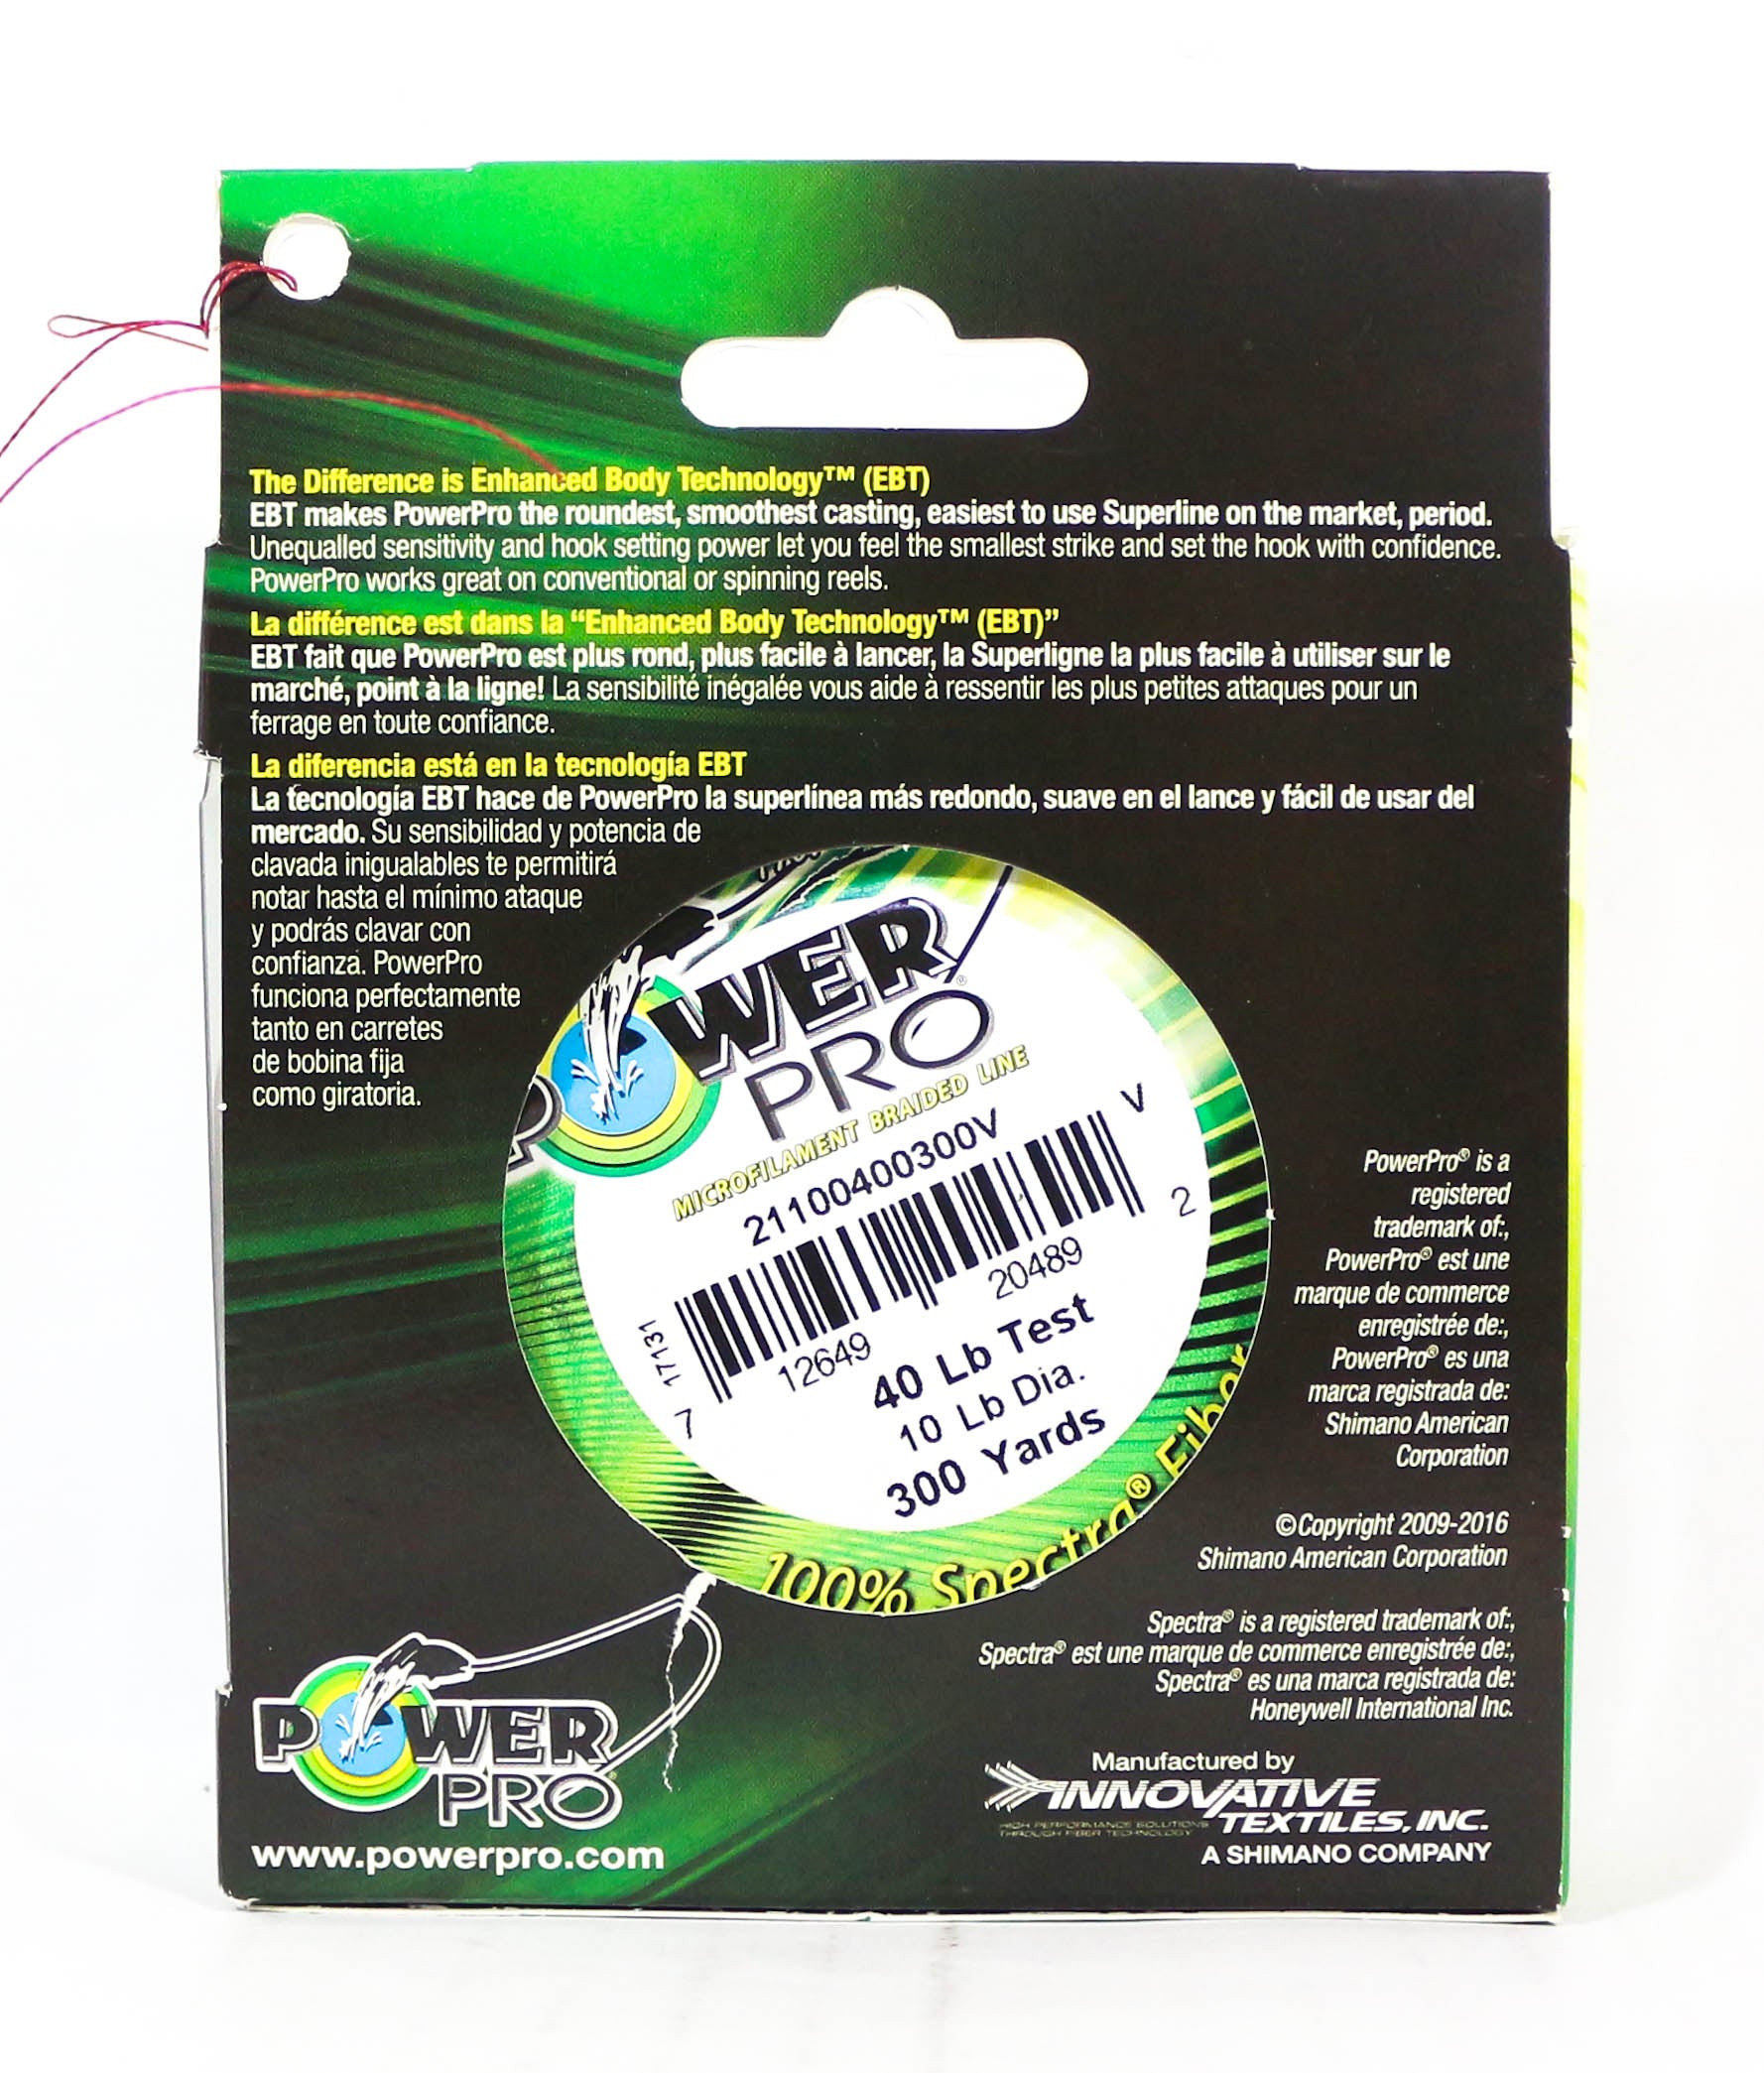 The Difference is Enhanced Body Technology™ (EBT)
EBT makes PowerPro the roundest, smoothest casting, easiest to use Superline on the market, period.
Unequalled sensitivity and hook setting power let you feel the smallest strike and set the hook with confidence.
PowerPro works great on conventional or spinning reels.
La différence est dans la “Enhanced Body Technology™ (EBT)”
EBT fait que PowerPro est plus rond, plus facile à lancer, la Superligne la plus facile à utiliser sur le
marché, point à la ligne! La sensibilité inégalée vous aide à ressentir les plus petites attaques pour un
ferrage en toute confiance.
La diferencia está en la tecnología EBT
La tecnología EBT hace de PowerPro la superlínea más redondo, suave en el lance y fácil de usar del
mercado. Su sensibilidad y potencia de
clavada inigualables te permitirá
notar hasta el mínimo ataque
y podrás clavar con
confianza. PowerPro
funciona perfectamente
tanto en carretes
de bobina fija
como giratoria.
POWER
PRO®
MICROFILAMENT BRAIDED LINE
21100400300V
V
17131
7 12649 20489 2
40 Lb Test
10 Lb Dia.
300 Yards
100% Spectra® Fiber
PowerPro® is a
registered
trademark of:,
PowerPro® est une
marque de commerce
enregistrée de:,
PowerPro® es una
marca registrada de:
Shimano American
Corporation
©Copyright 2009-2016
Shimano American Corporation
Spectra® is a registered trademark of:,
Spectra® est une marque de commerce enregistrée de:,
Spectra® es una marca registrada de:
Honeywell International Inc.
POWER
PRO
www.powerpro.com
Manufactured by
INNOVATIVE
TEXTILES, INC.
HIGH PERFORMANCE SOLUTIONS
THROUGH FIBER TECHNOLOGY
A SHIMANO COMPANY